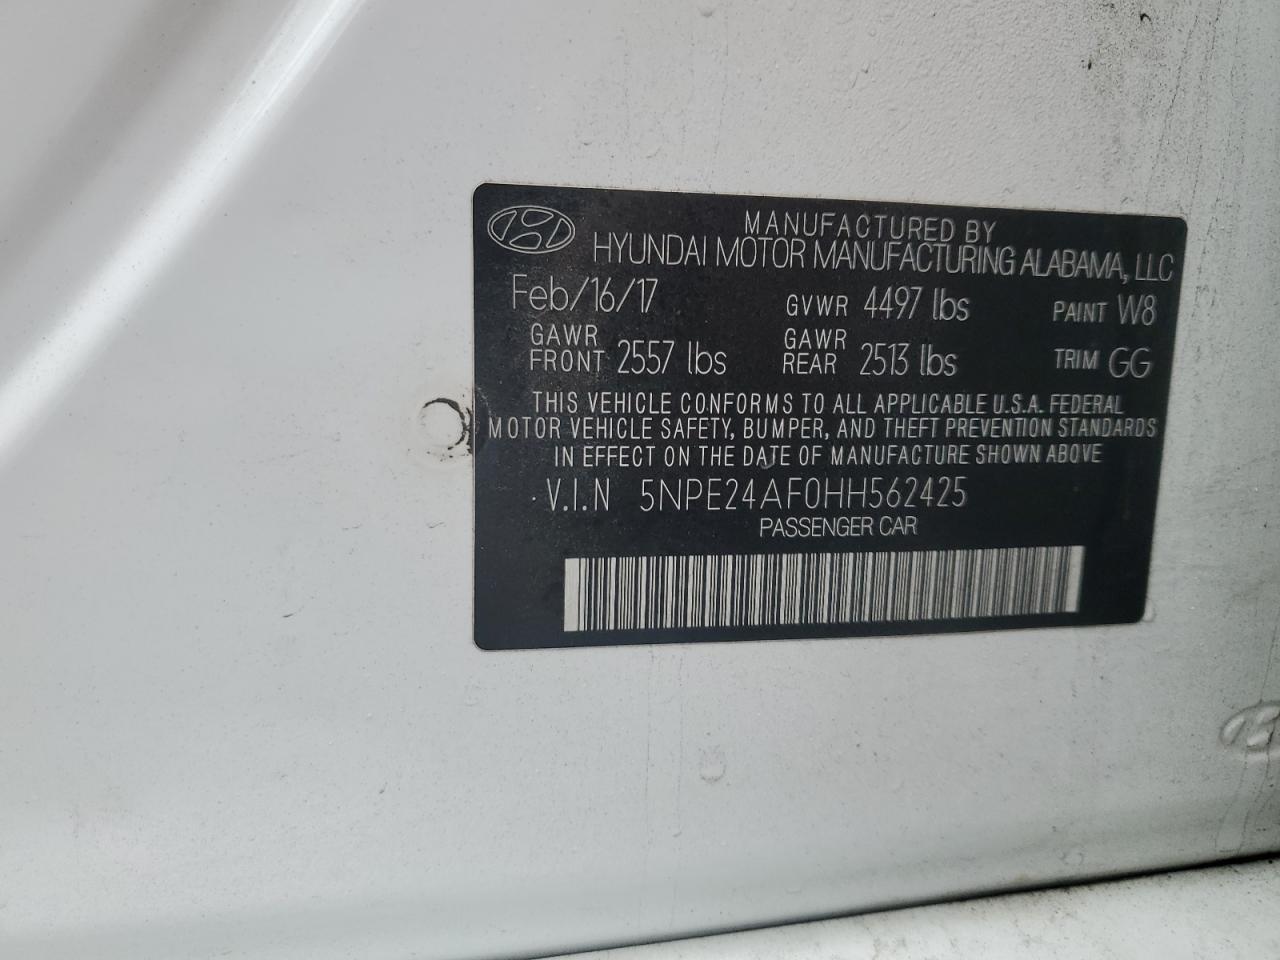 MANUFACTURED BY
HYUNDAI MOTOR MANUFACTURING ALABAMA, LLC
Feb/16/17 GVWR 4497 lbs PAINT W8
GAWR FRONT 2557 lbs GAWR REAR 2513 lbs TRIM GG
THIS VEHICLE CONFORMS TO ALL APPLICABLE U.S.A. FEDERAL
MOTOR VEHICLE SAFETY, BUMPER, AND THEFT PREVENTION STANDARDS
IN EFFECT ON THE DATE OF MANUFACTURE SHOWN ABOVE
V.I.N 5NPE24AF0HH562425
PASSENGER CAR